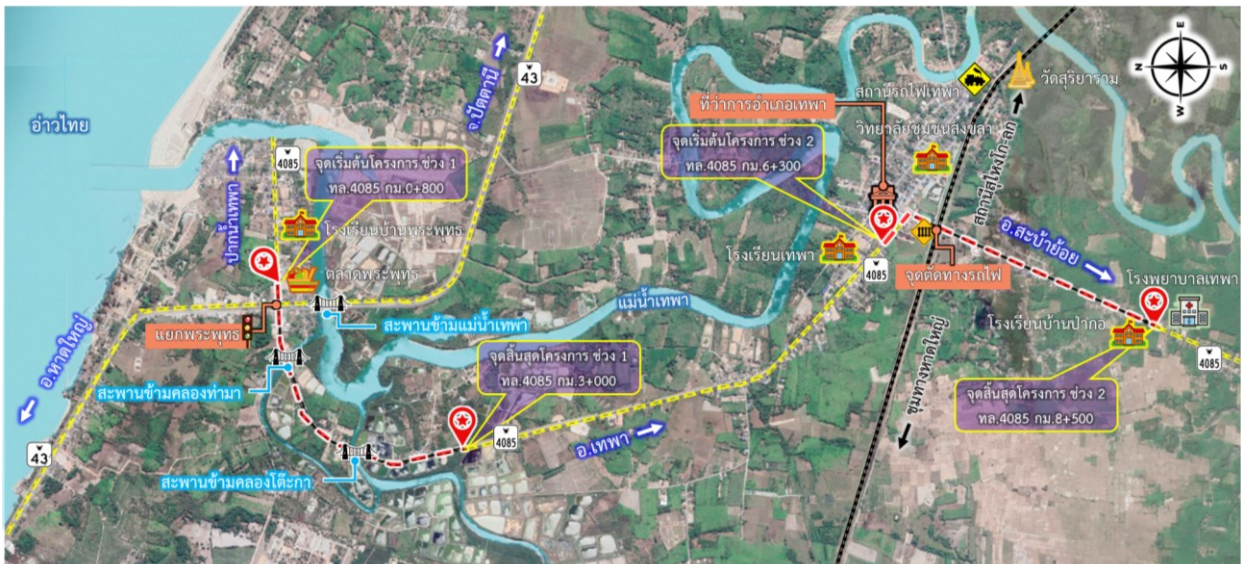 อ่าวไทย
จ.ปัตตานี
43
E
N
S
W
สถานีรถไฟเทพา
วัดสุริยาราม
ที่ว่าการอำเภอเทพา
วิทยาลัยชุมชนสงขลา
จุดเริ่มต้นโครงการ ช่วง 2
ทล.4085 กม.6+300
4085
จุดเริ่มต้นโครงการ ช่วง 1
ทล.4085 กม.0+800
ปากน้ำเทพา
โรงเรียนบ้านพระพุทธ
ตลาดพระพุทธ
สถานีสุไหงโก-ลก
อ.สะบ้าย้อย
โรงเรียนเทพา
4085
จุดตัดทางรถไฟ
โรงพยาบาลเทพา
แม่น้ำเทพา
สะพานข้ามแม่น้ำเทพา
แยกพระพุทธ
โรงเรียนบ้านป่ากอ
4085
อ.หาดใหญ่
สะพานข้ามคลองท่ามา
จุดสิ้นสุดโครงการ ช่วง 1
ทล.4085 กม.3+000
ชุมทางหาดใหญ่
จุดสิ้นสุดโครงการ ช่วง 2
ทล.4085 กม.8+500
4085
อ.เทพา
43
สะพานข้ามคลองโต๊ะกา